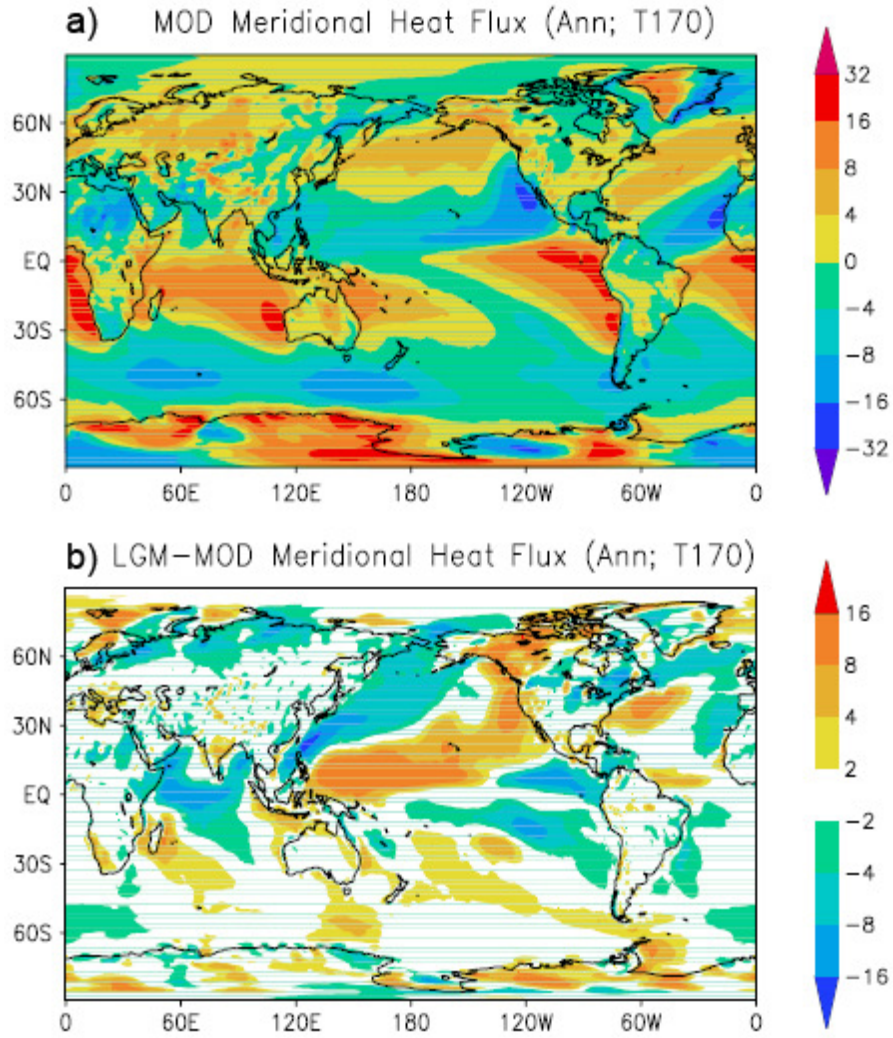 a) MOD Meridional Heat Flux (Ann; T170)
60N
30N
EQ
30S
60S
0 60E 120E 180 120W 60W 0
32
16
8
4
0
-4
-8
-16
-32
b) LGM-MOD Meridional Heat Flux (Ann; T170)
60N
30N
EQ
30S
60S
0 60E 120E 180 120W 60W 0
16
8
4
2
-2
-4
-8
-16